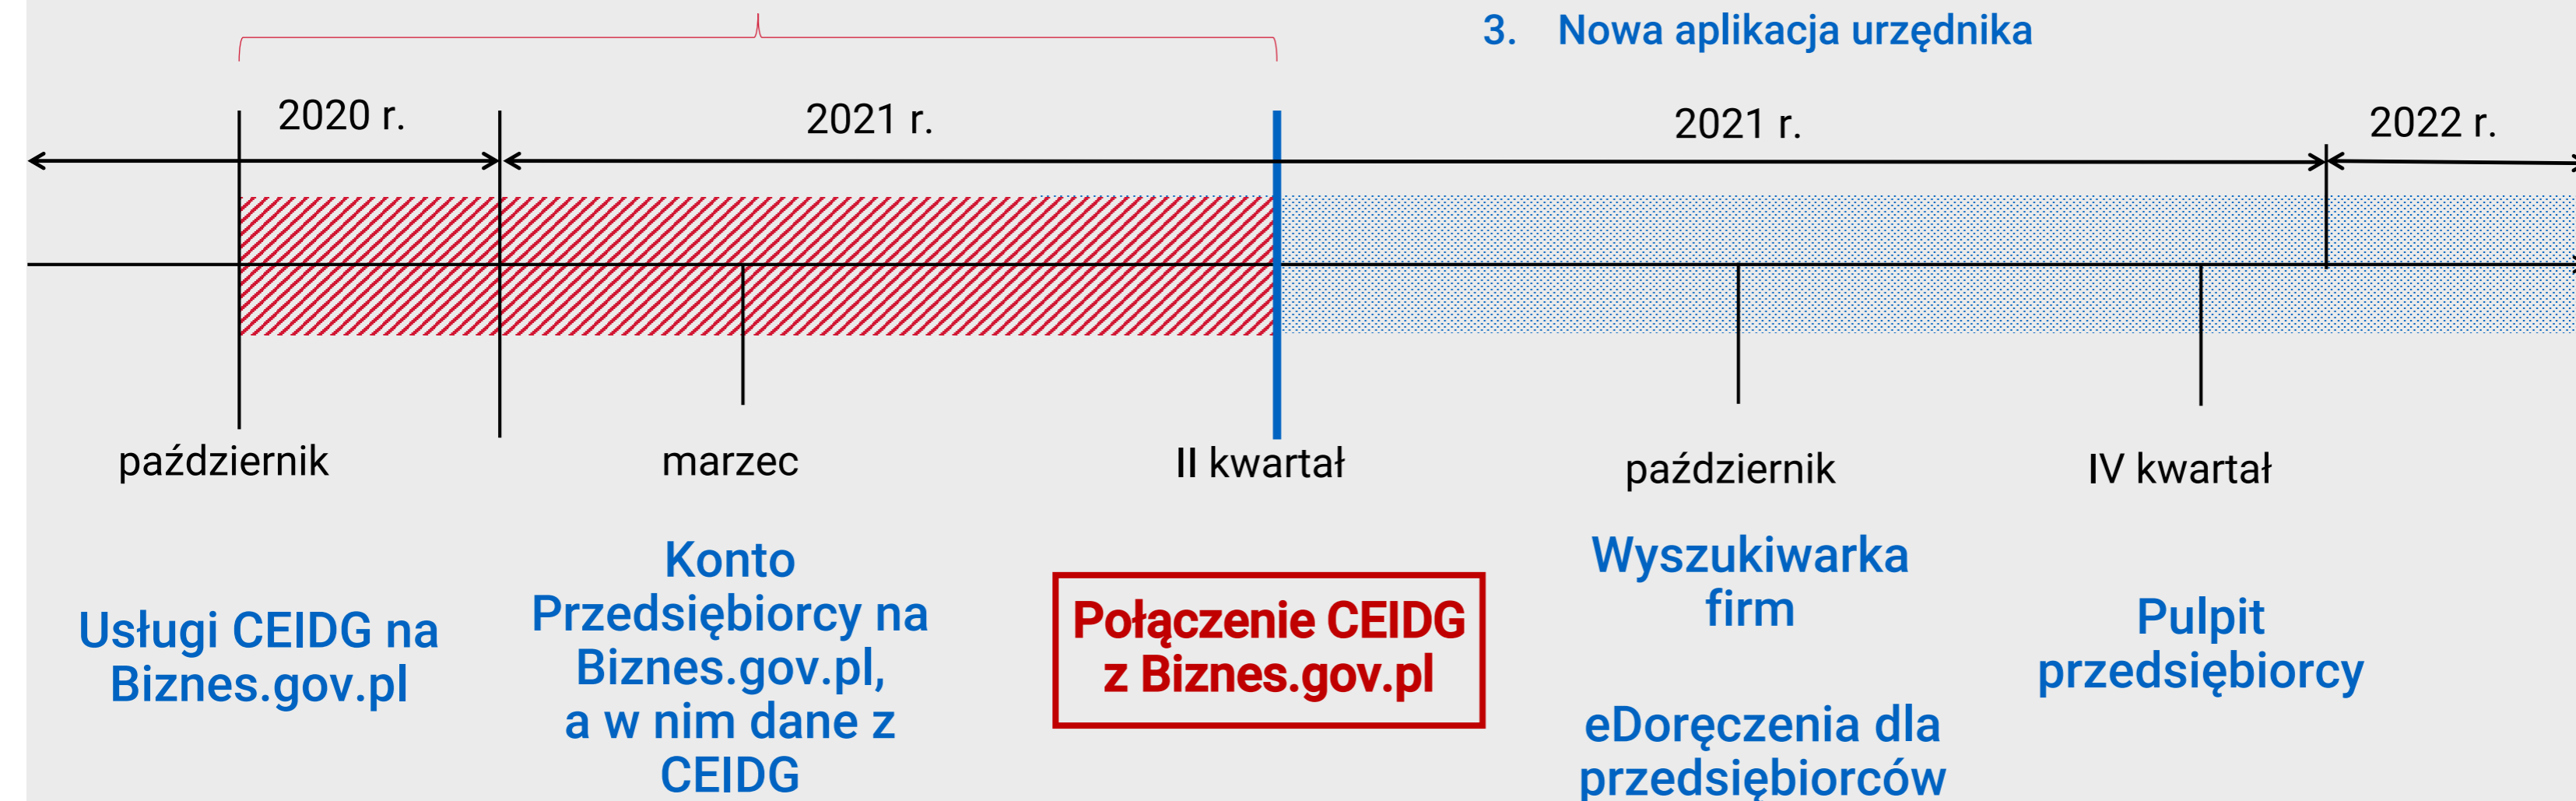 3. Nowa aplikacja urzędnika
2020 r.
2021 r.
2021 r.
2022 r.
październik
marzec
II kwartał
październik
IV kwartał
Usługi CEIDG na
Biznes.gov.pl
Konto
Przedsiębiorcy na
Biznes.gov.pl,
a w nim dane z
CEIDG
Połączenie CEIDG
z Biznes.gov.pl
Wyszukiwarka
firm
eDoręczenia dla
przedsiębiorców
Pulpit
przedsiębiorcy